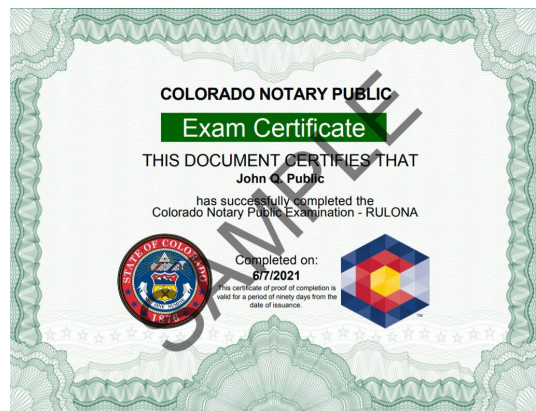 COLORADO NOTARY PUBLIC
Exam Certificate
THIS DOCUMENT CERTIFIES THAT
John Q. Public
has successfully completed the
Colorado Notary Public Examination - RULONA
SAMPLE
STATE OF COLORADO
1876
Completed on:
6/7/2021
This certificate of proof of completion is
valid for a period of ninety days from the
date of issuance.
TM